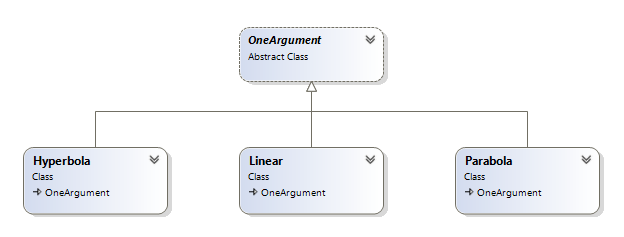 OneArgument
Abstract Class
Hyperbola
Class
OneArgument
Linear
Class
OneArgument
Parabola
Class
OneArgument